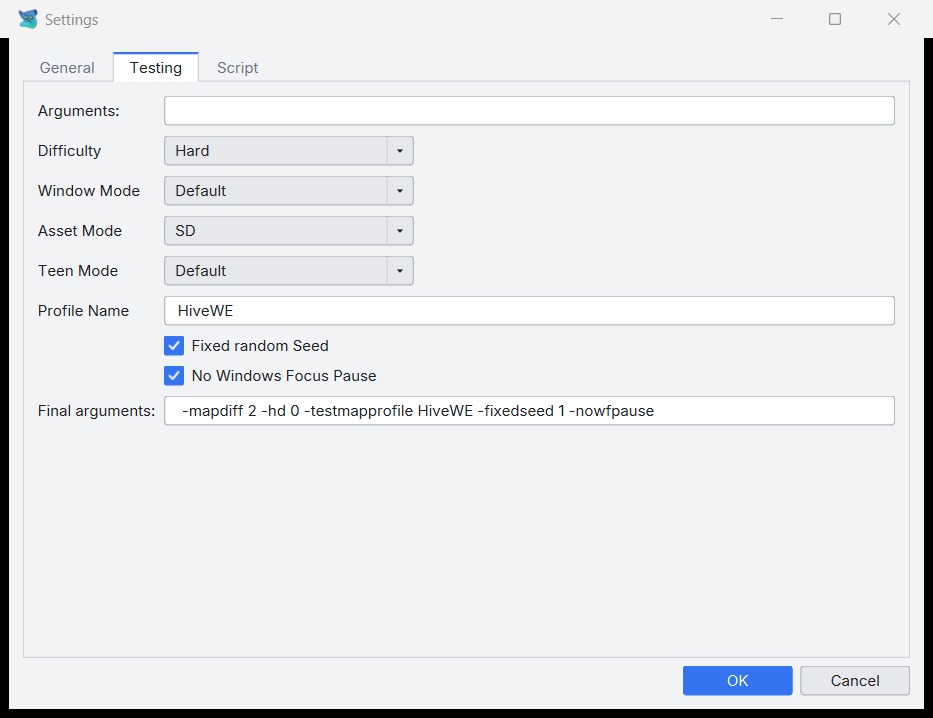 Settings
General Testing Script
Arguments:
Difficulty Hard
Window Mode Default
Asset Mode SD
Teen Mode Default
Profile Name HiveWE
Fixed random Seed
No Windows Focus Pause
Final arguments: -mapdiff 2 -hd 0 -testmapprofile HiveWE -fixedseed 1 -nowfpause
OK Cancel